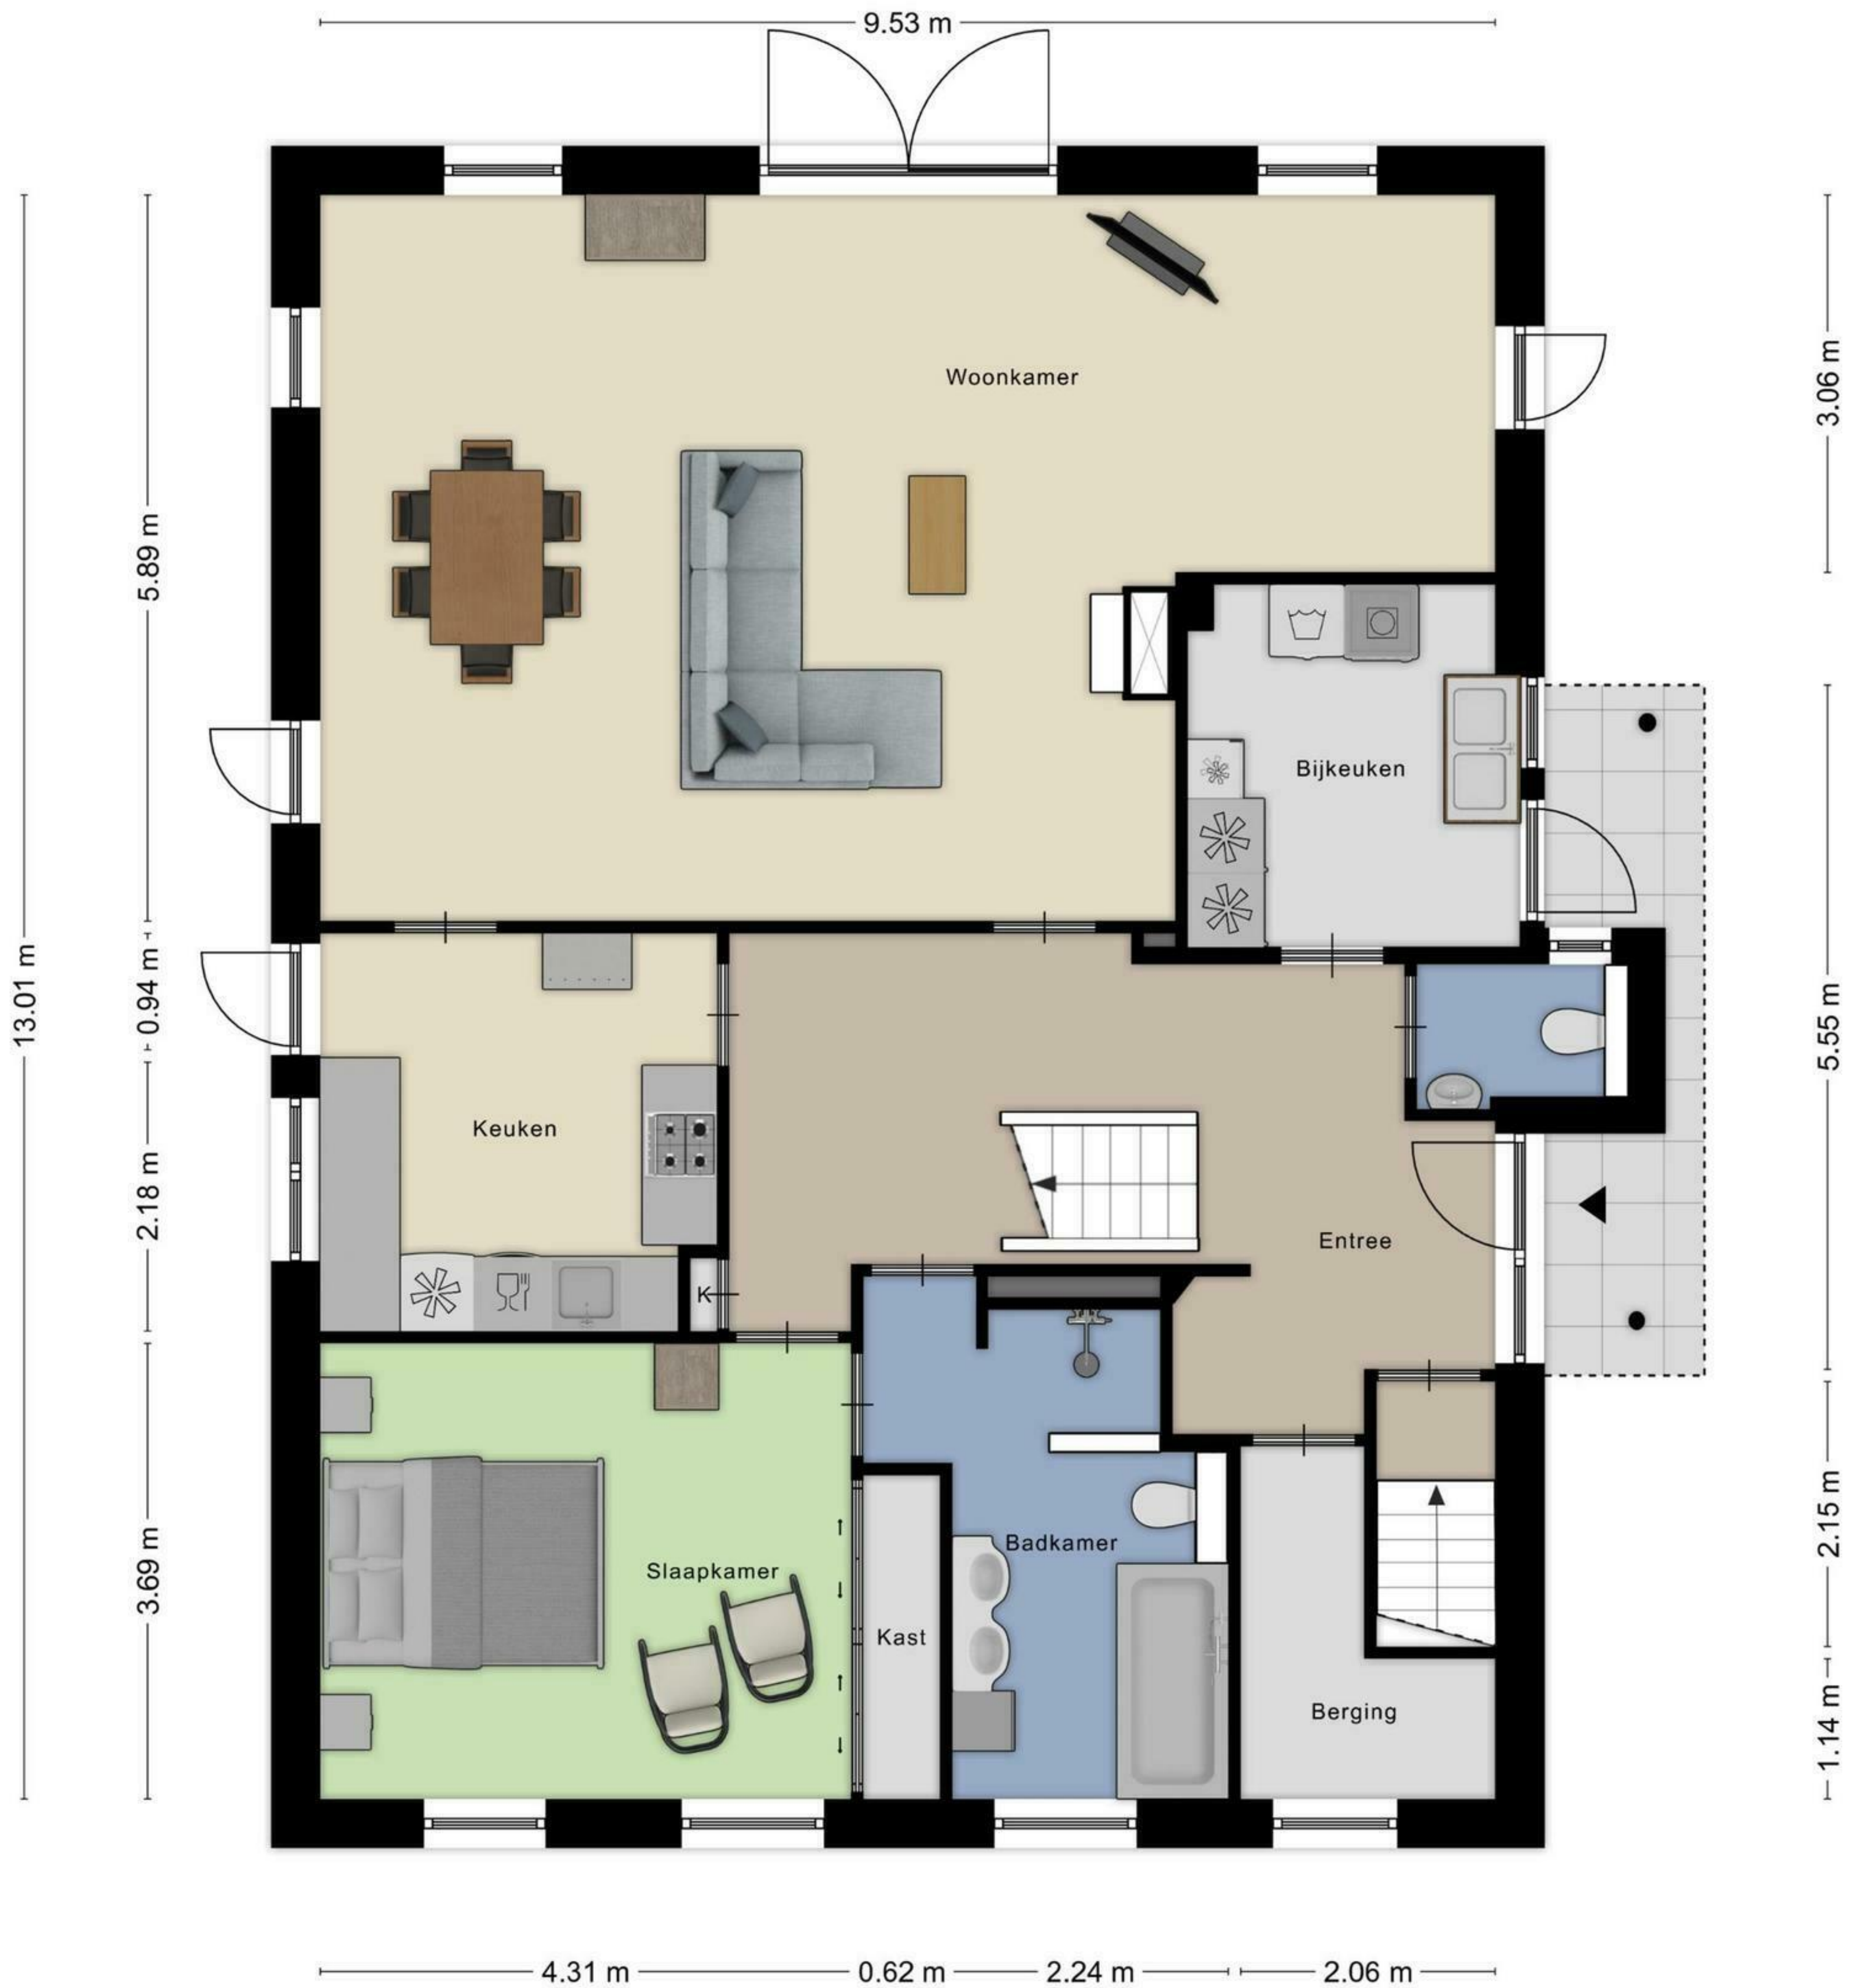 9.53 m
Woonkamer
3.06 m
5.89 m
Bijkeuken
13.01 m
0.94 m
5.55 m
Keuken
2.18 m
Entree
K
Badkamer
2.15 m
3.69 m
Slaapkamer
Kast
Berging
1.14 m
4.31 m
0.62 m
2.24 m
2.06 m